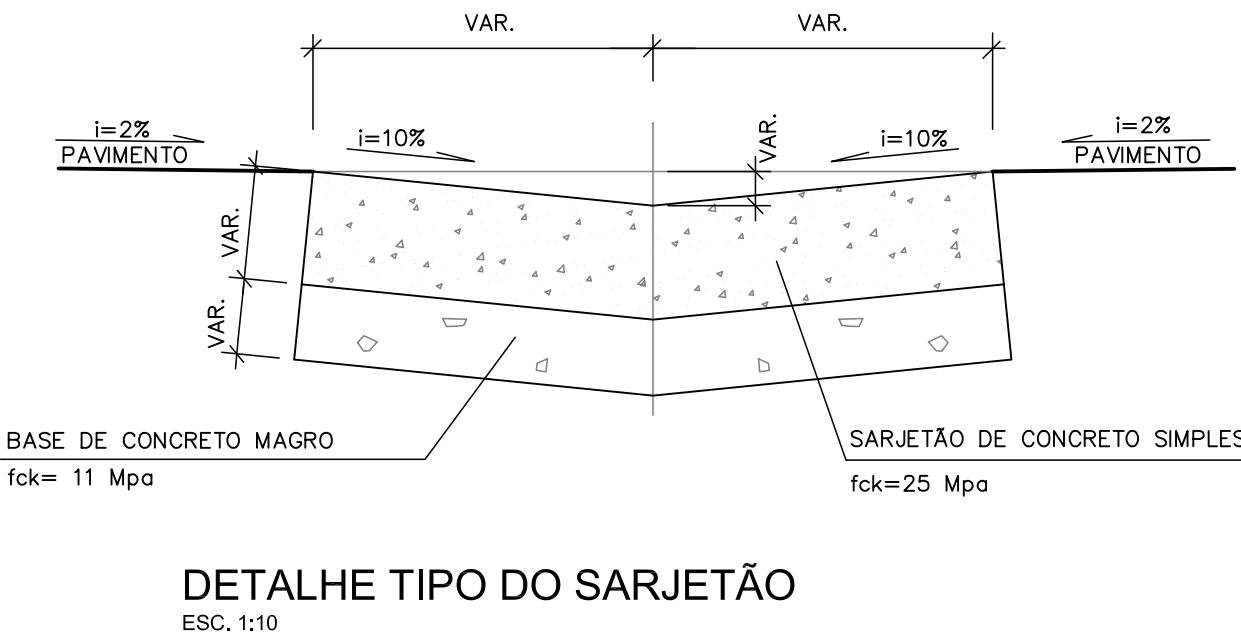 VAR.
VAR.
i=2%
PAVIMENTO
i=10%
VAR.
i=10%
i=2%
PAVIMENTO
VAR.
VAR.
BASE DE CONCRETO MAGRO
fck= 11 Mpa
SARJETÃO DE CONCRETO SIMPLES
fck=25 Mpa
DETALHE TIPO DO SARJETÃO
ESC. 1:10